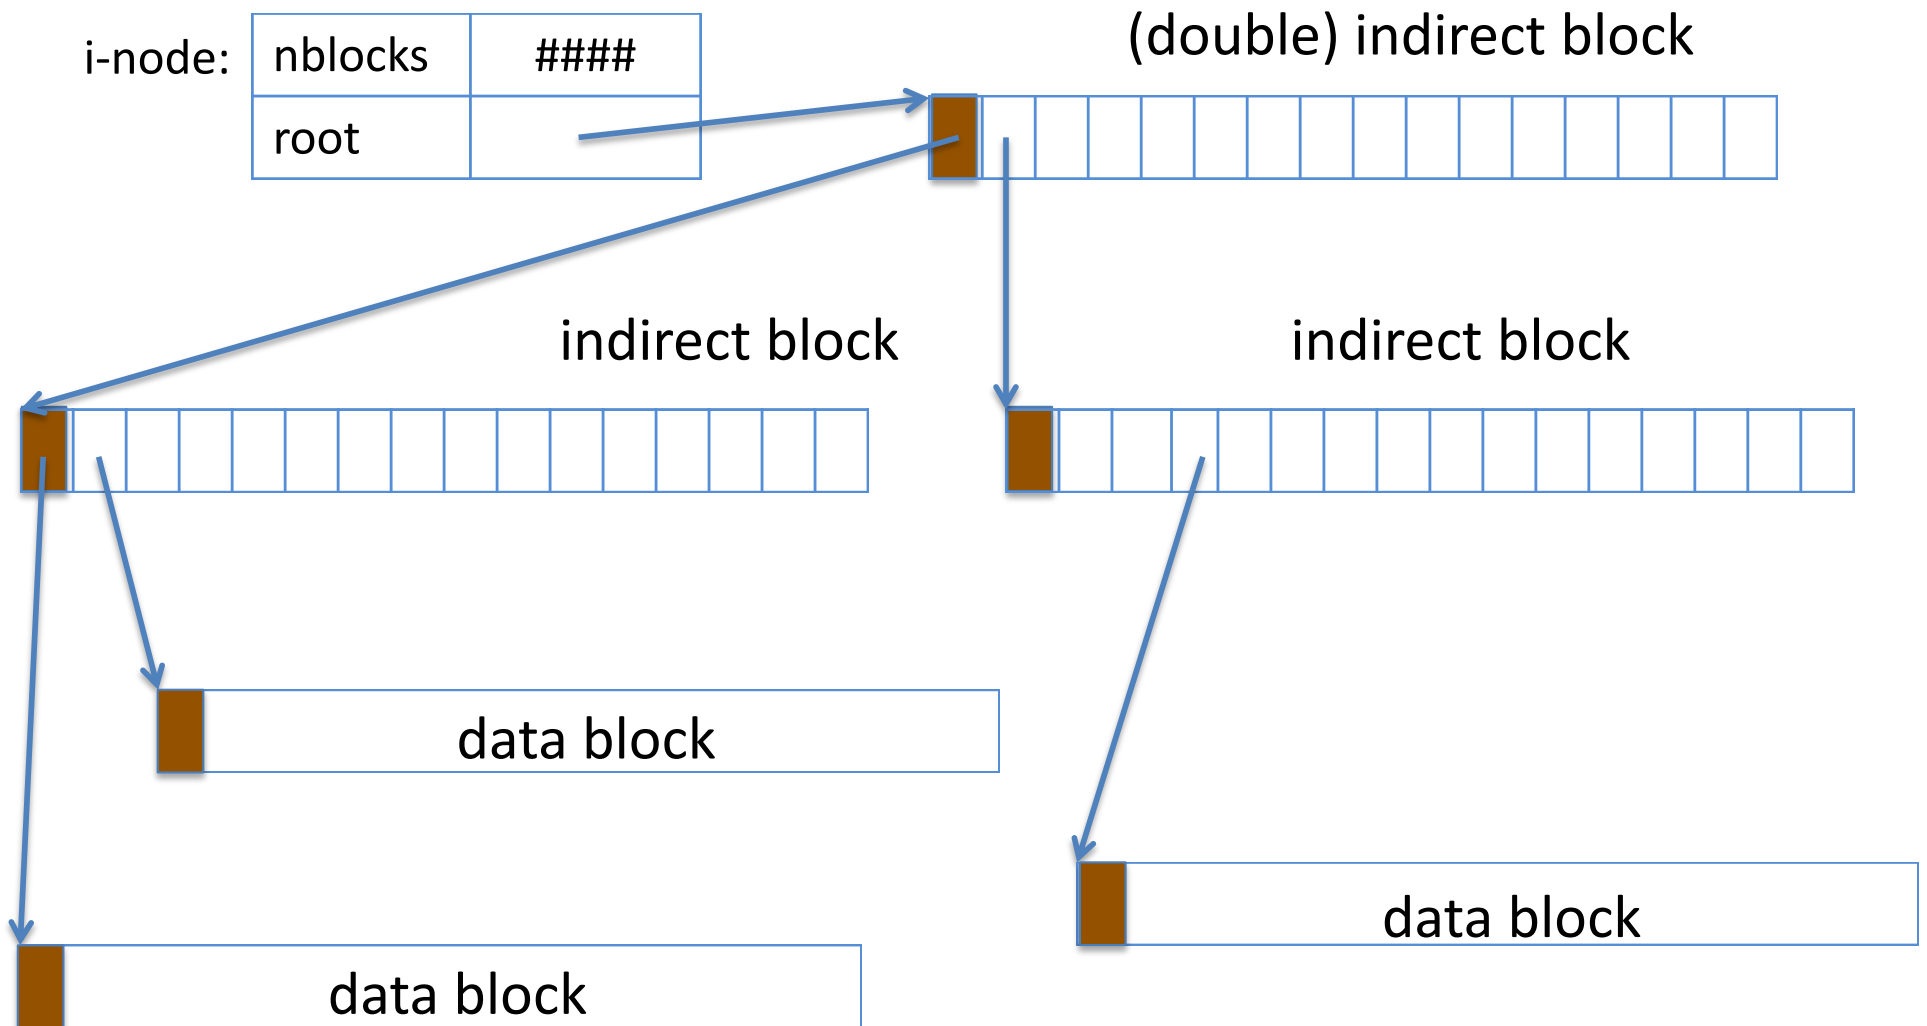 (double) indirect block
i-node:
nblocks
####
root
indirect block
indirect block
data block
data block
data block